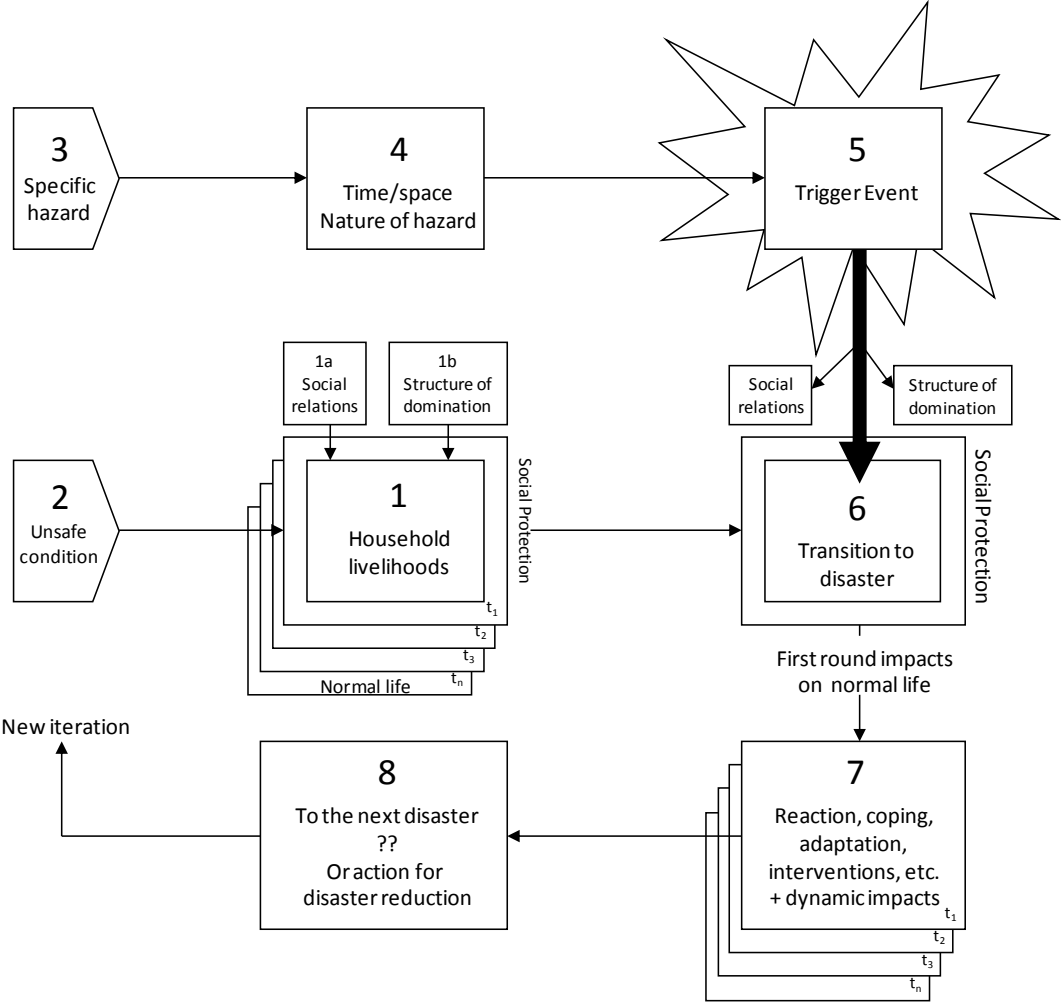 3
Specific
hazard
4
Time/space
Nature of hazard
5
Trigger Event
1a
Social
relations
1b
Structure of
domination
Social
relations
Structure of
domination
2
Unsafe
condition
1
Household
livelihoods
Social Protection
t1
t2
t3
tn
Normal life
6
Transition to
disaster
Social Protection
First round impacts
on normal life
New iteration
8
To the next disaster
??
Or action for
disaster reduction
7
Reaction, coping,
adaptation,
interventions, etc.
+ dynamic impacts
t1
t2
t3
tn